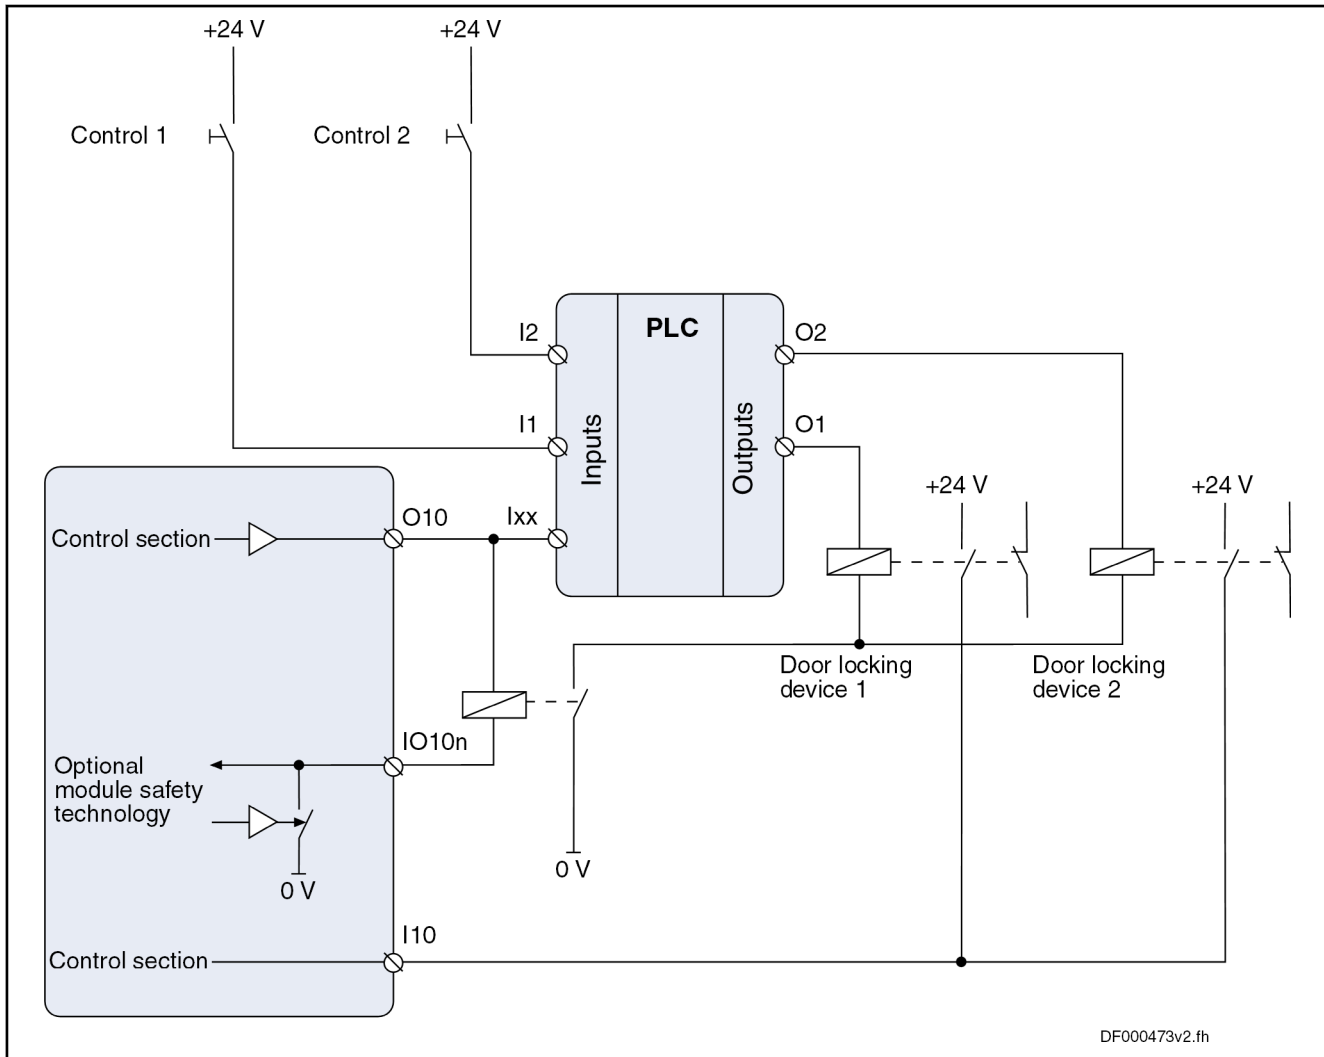 +24 V
+24 V
Control 1
Control 2
I2
PLC
O2
I1
O1
Inputs
Outputs
+24 V
+24 V
O10
Ixx
Control section
Door locking
device 1
Door locking
device 2
IO10n
Optional
module safety
technology
0 V
0 V
I10
Control section
DF000473v2.fh